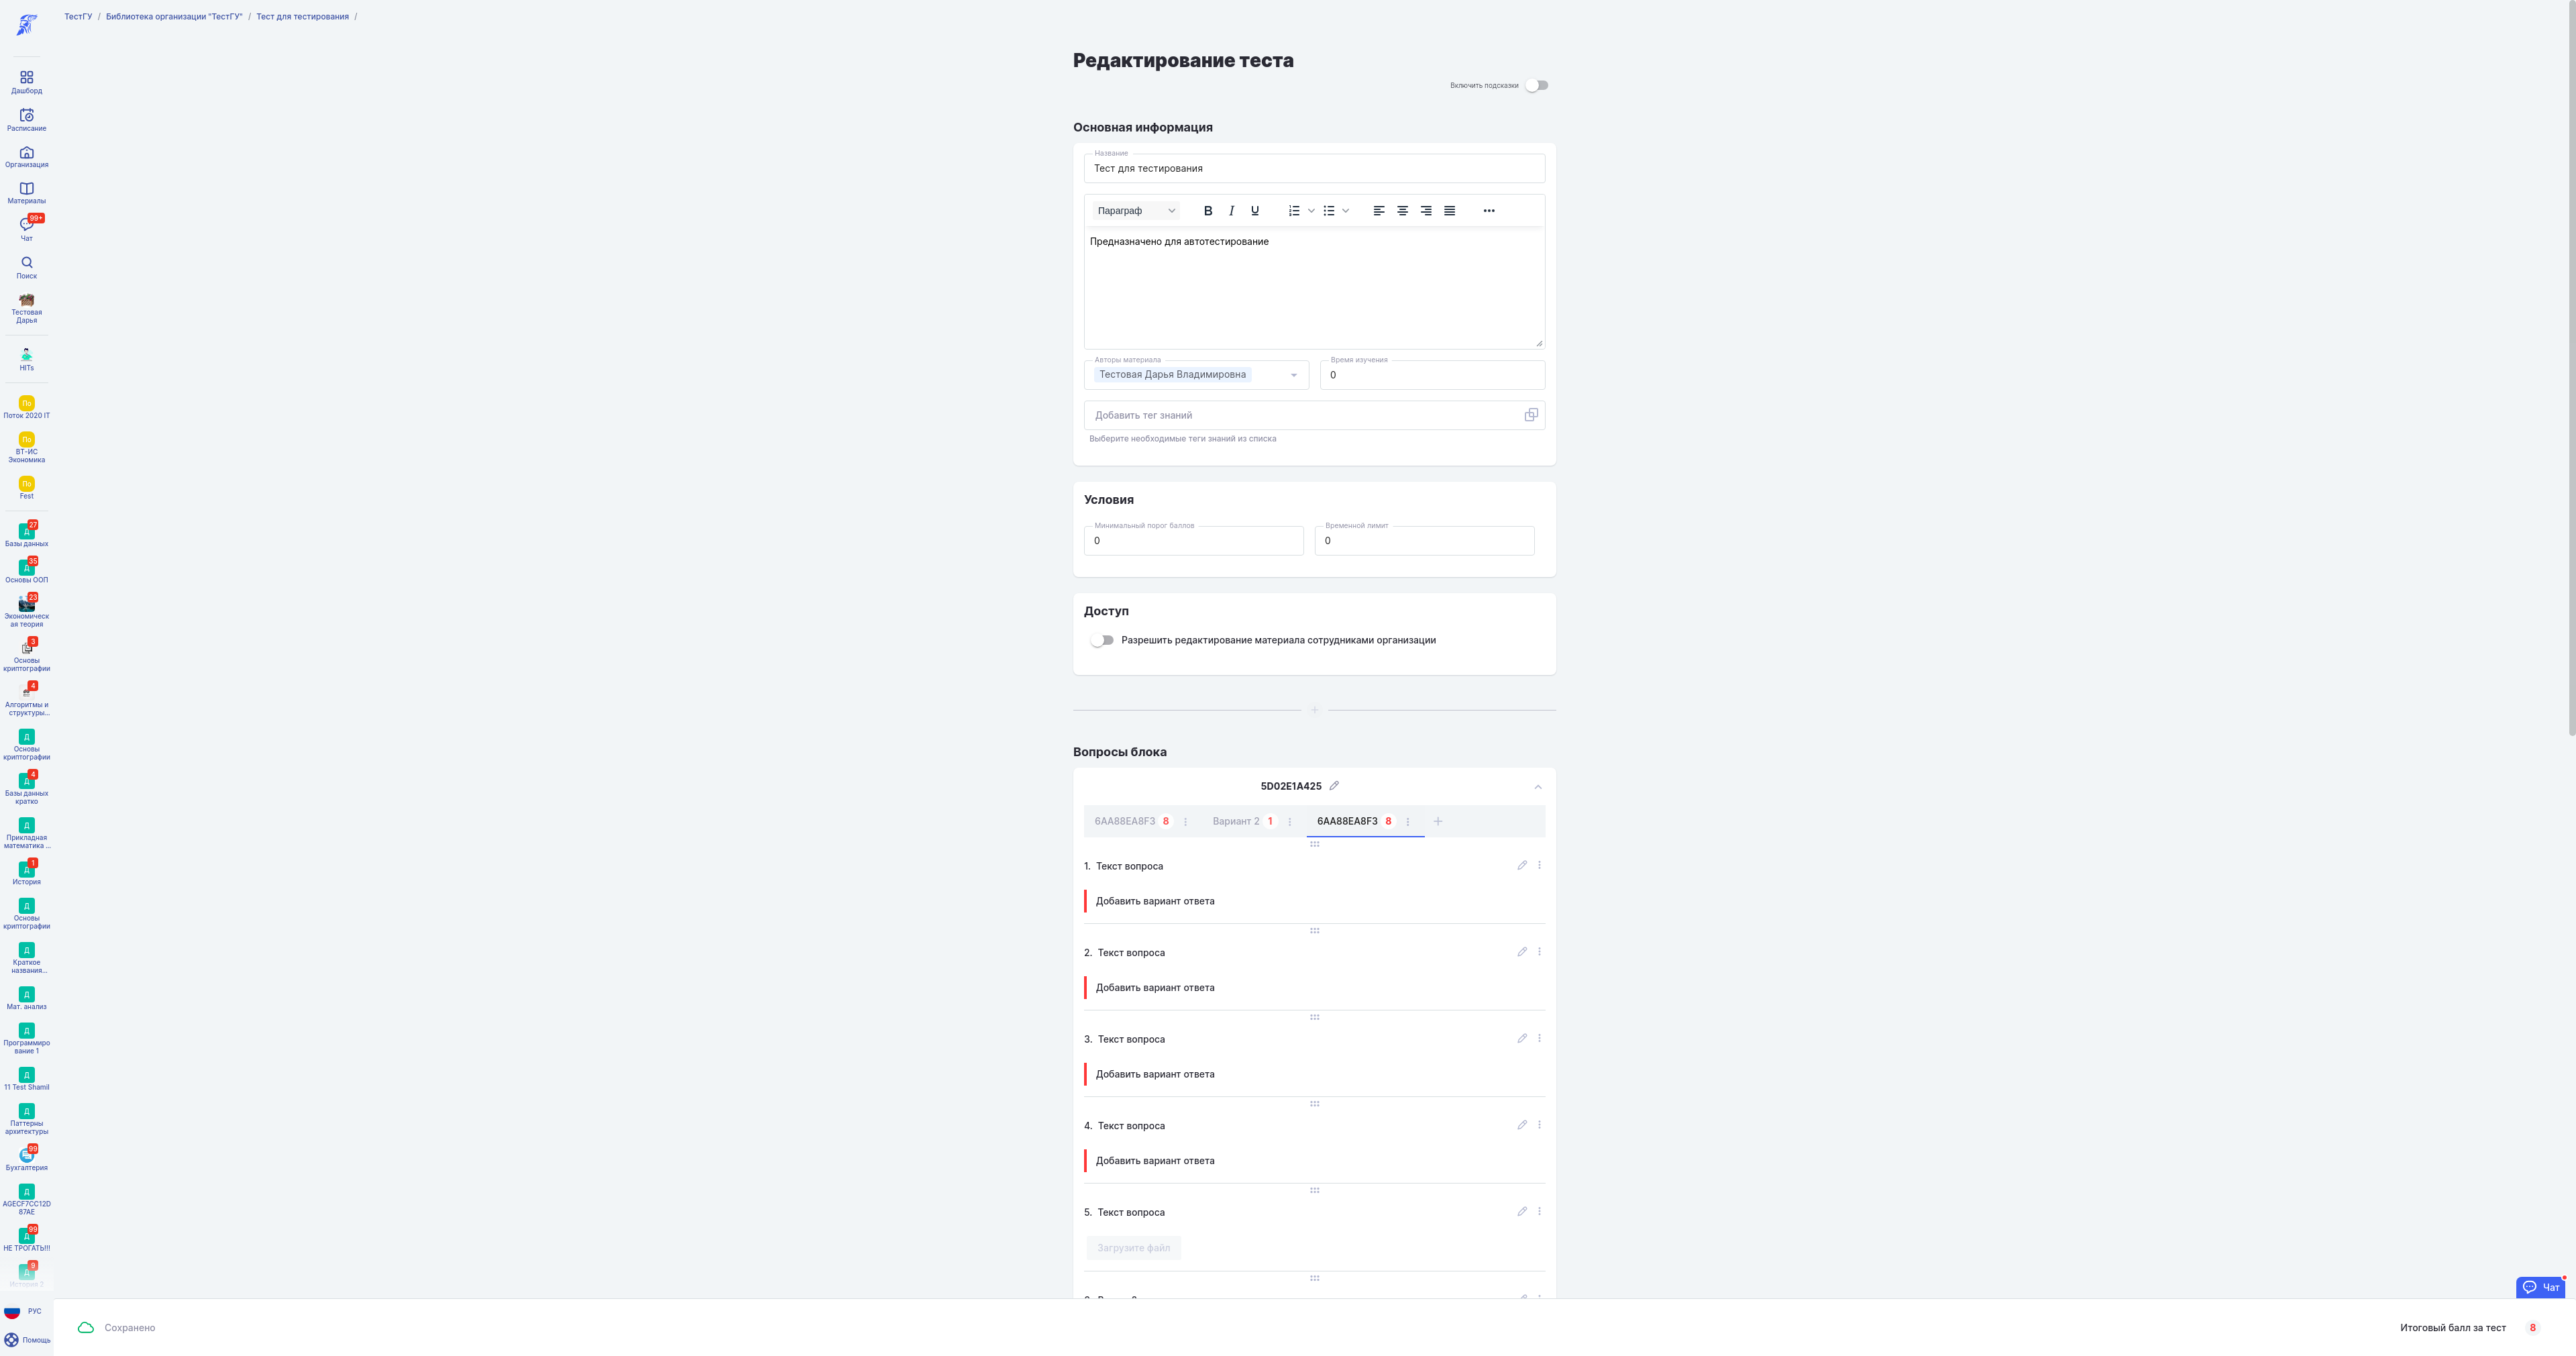 ТестГУ / Библиотека организации "ТестГУ" / Тест для тестирования /
Дашборд
Расписание
Организация
Материалы
99+
Чат
Поиск
Тестовая
Дарья
HITs
По
Поток 2020 IT
По
ВТ-ИС
Экономика
По
Fest
27
Д
Базы данных
35
Д
Основы ООП
23
Экономическ
ая теория
3
Основы
криптографии
4
Алгоритмы и
структуры...
Д
Основы
криптографии
4
Д
Базы данных
кратко
Д
Прикладная
математика ...
1
Д
История
Д
Основы
криптографии
Д
Краткое
названия...
Д
Мат. анализ
Д
Программиро
вание 1
Д
11 Test Shamil
Д
Паттерны
архитектуры
99
Бухгалтерия
Д
AGECF7CC12D
87AE
99
Д
НЕ ТРОГАТЬ!!!
9
Д
История 2
РУС
Помощь
Редактирование теста
Включить подсказки
Основная информация
Название
Тест для тестирования
Параграф
Предназначено для автотестирование
Авторы материала
Тестовая Дарья Владимировна
Время изучения
0
Добавить тег знаний
Выберите необходимые теги знаний из списка
Условия
Минимальный порог баллов
0
Временной лимит
0
Доступ
Разрешить редактирование материала сотрудниками организации
Вопросы блока
5D02E1A425
6AA88EA8F3 8 Вариант 2 1 6AA88EA8F3 8
1. Текст вопроса
Добавить вариант ответа
2. Текст вопроса
Добавить вариант ответа
3. Текст вопроса
Добавить вариант ответа
4. Текст вопроса
Добавить вариант ответа
5. Текст вопроса
Загрузите файл
Чат
Сохранено
Итоговый балл за тест 8